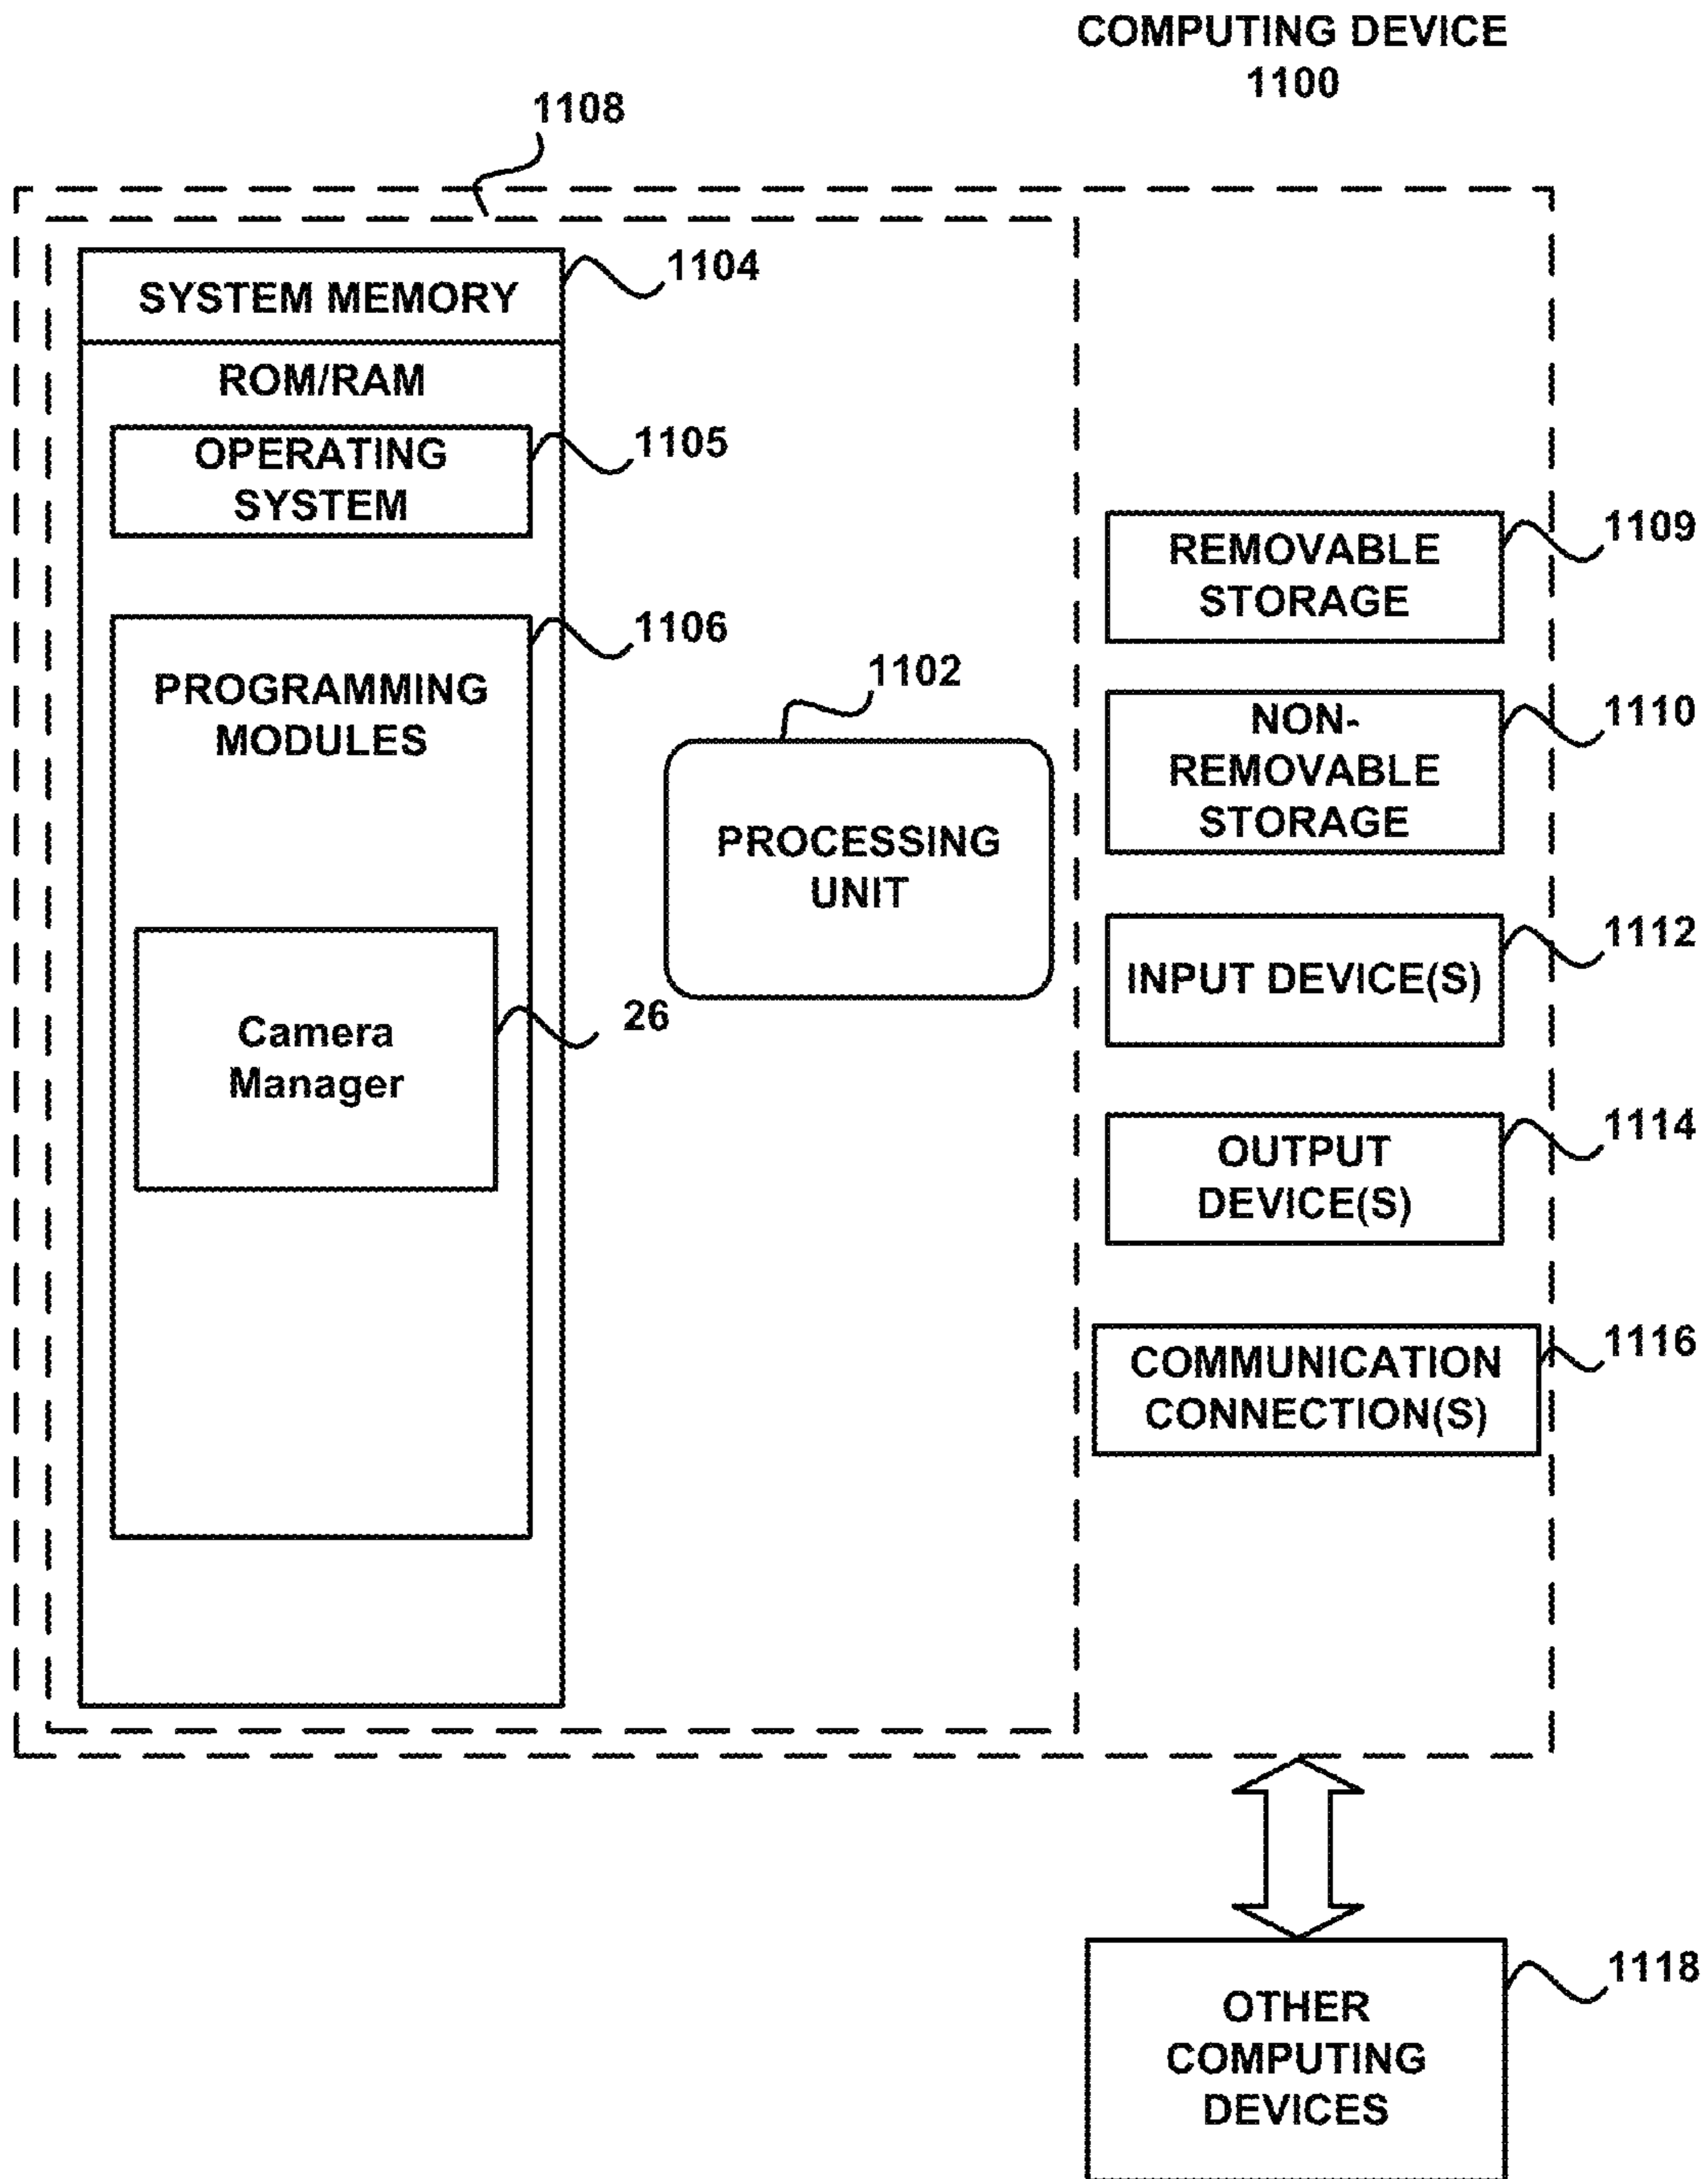 COMPUTING DEVICE
1100
1108
SYSTEM MEMORY
1104
ROM/RAM
OPERATING
SYSTEM
1105
PROGRAMMING
MODULES
1106
Camera
Manager
26
1102
PROCESSING
UNIT
REMOVABLE
STORAGE
1109
NON-
REMOVABLE
STORAGE
1110
INPUT DEVICE(S)
1112
OUTPUT
DEVICE(S)
1114
COMMUNICATION
CONNECTION(S)
1116
OTHER
COMPUTING
DEVICES
1118